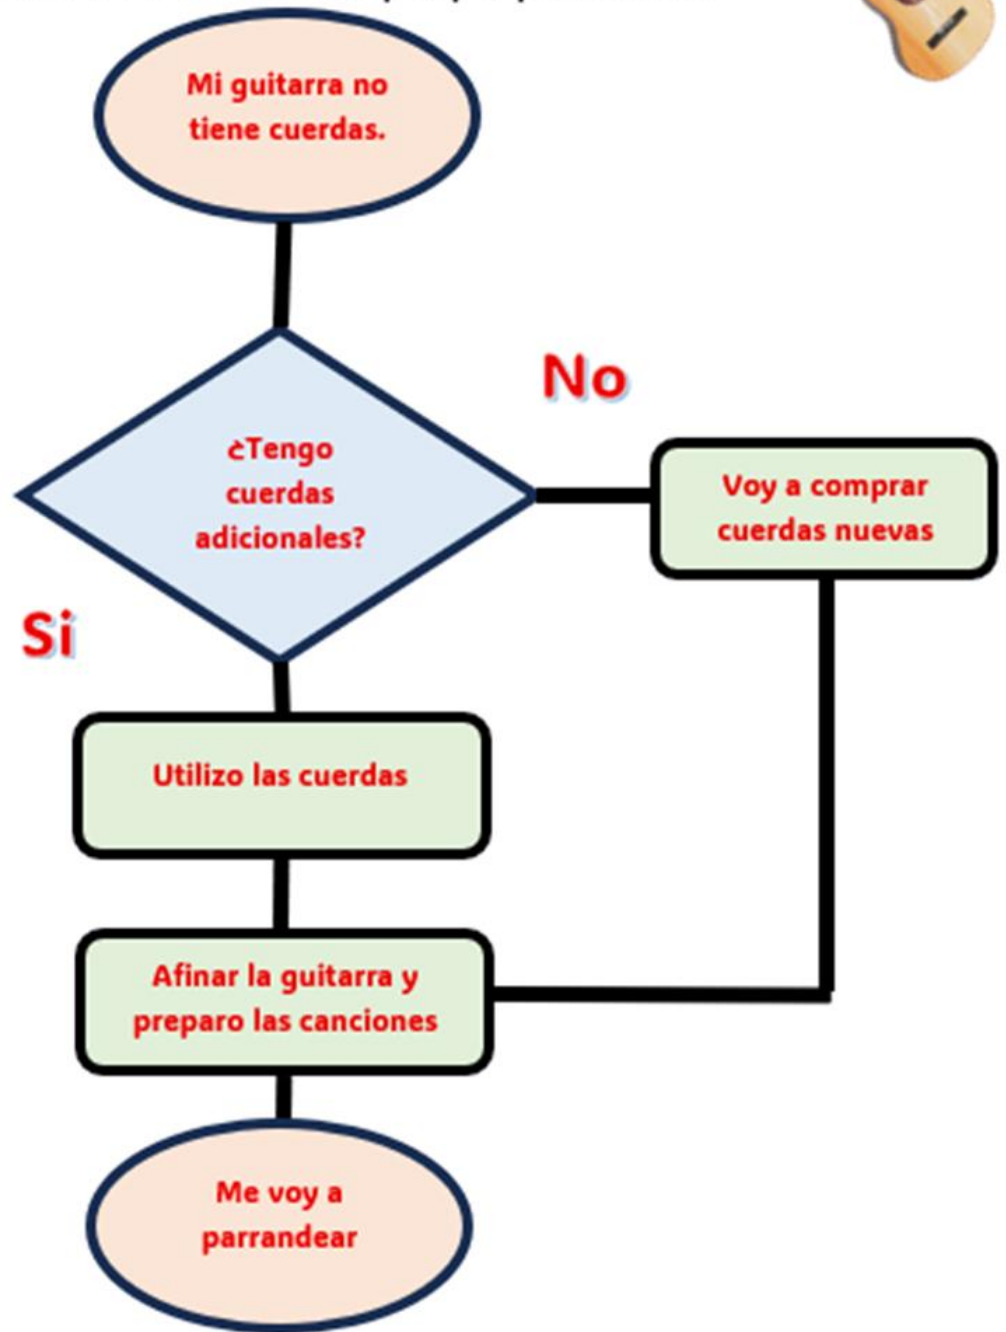 Mi guitarra no
tiene cuerdas.
No
¿Tengo
cuerdas
adicionales?
Voy a comprar
cuerdas nuevas
Si
Utilizo las cuerdas
Afinar la guitarra y
preparo las canciones
Me voy a
parrandear